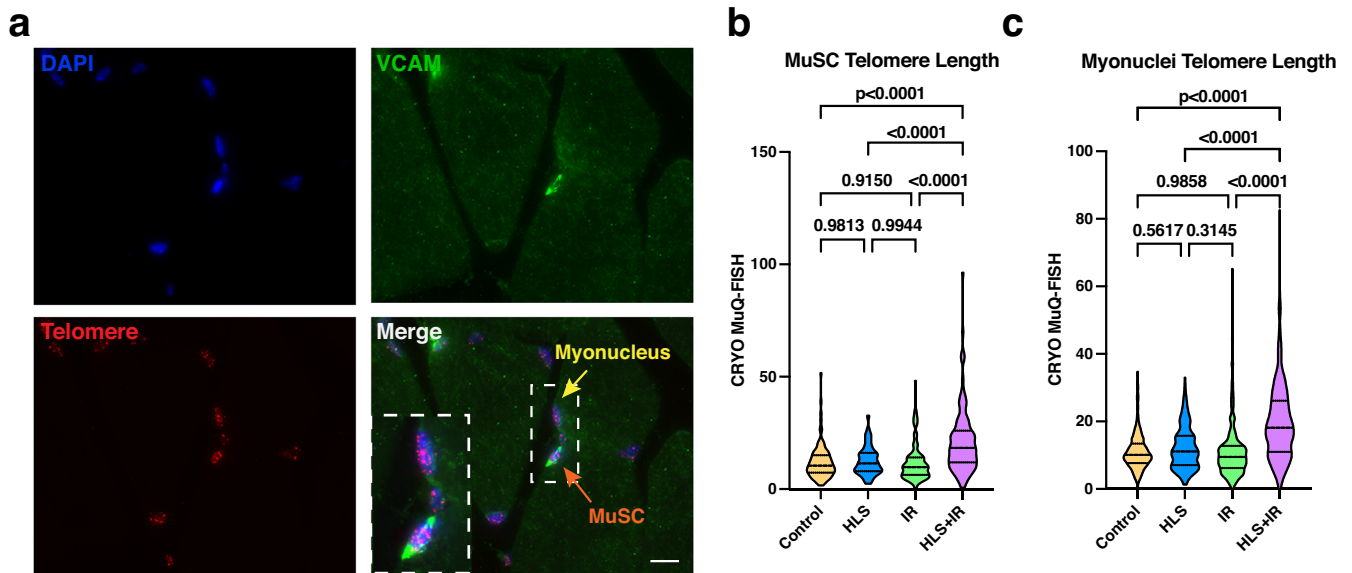 a
DAPI
VCAM
Telomere
Merge
Myonucleus
MuSC
b
MuSC Telomere Length
p<0.0001
<0.0001
0.9150
<0.0001
0.9813
0.9944
150
100
50
0
CRYO MuQ-FISH
Control
HLS
IR
HLS+IR
c
Myonuclei Telomere Length
p<0.0001
<0.0001
0.9858
<0.0001
0.5617
0.3145
100
80
60
40
20
0
CRYO MuQ-FISH
Control
HLS
IR
HLS+IR